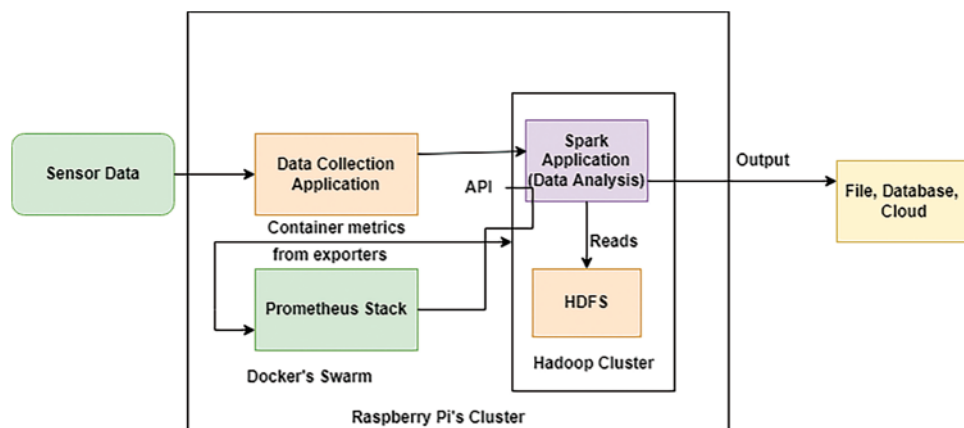 Sensor Data
Data Collection
Application
Spark
Application
(Data Analysis)
API
Output
File, Database,
Cloud
Container metrics
from exporters
Reads
Prometheus Stack
HDFS
Hadoop Cluster
Docker's Swarm
Raspberry Pi's Cluster